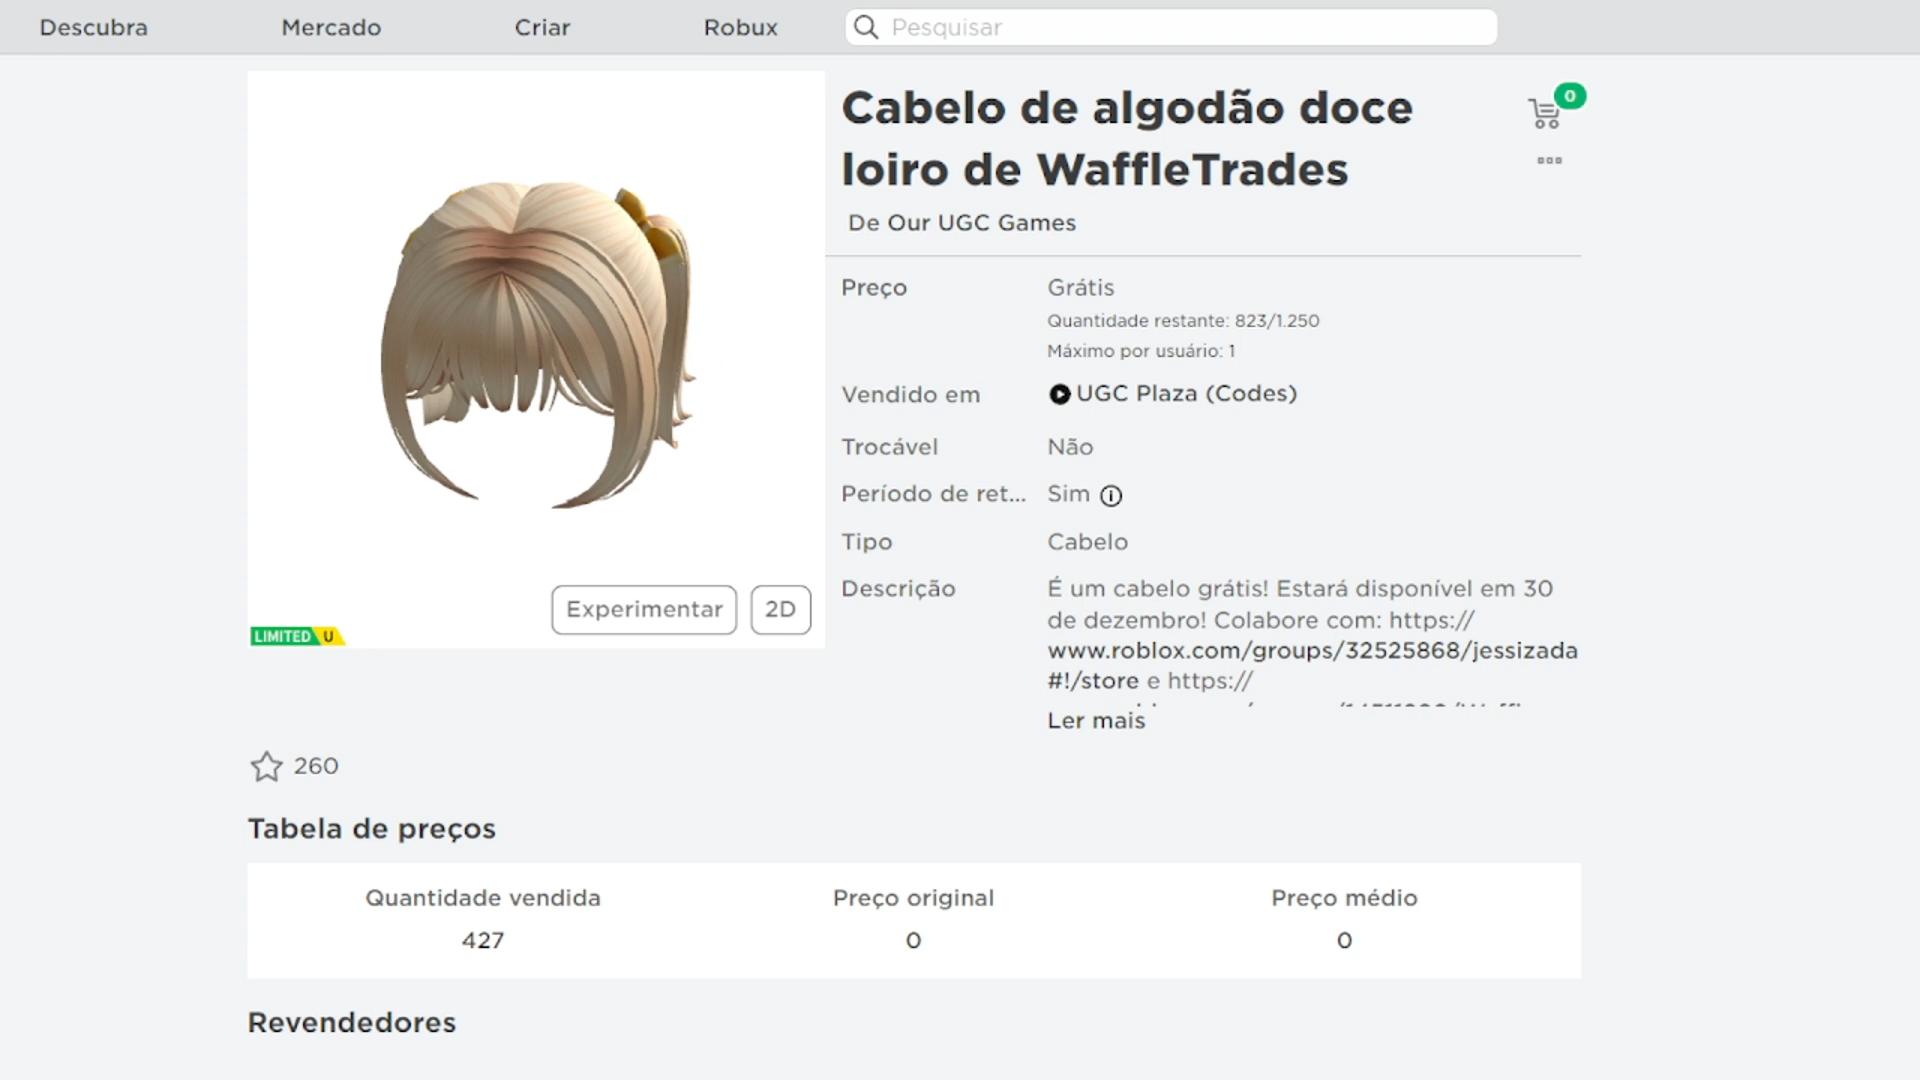 Descubra
Mercado
Criar
Robux
Pesquisar
0
Cabelo de algodão doce
loiro de WaffleTrades
De Our UGC Games
Preço
Grátis
Quantidade restante: 823/1.250
Máximo por usuário: 1
Vendido em
UGC Plaza (Codes)
Trocável
Não
Período de ret...
Sim
Tipo
Cabelo
Descrição
É um cabelo grátis! Estará disponível em 30
de dezembro! Colabore com: https://
www.roblox.com/groups/32525868/jessizada
#!/store e https://
Ler mais
Experimentar
2D
LIMITED U
260
Tabela de preços
Quantidade vendida
Preço original
Preço médio
427
0
0
Revendedores